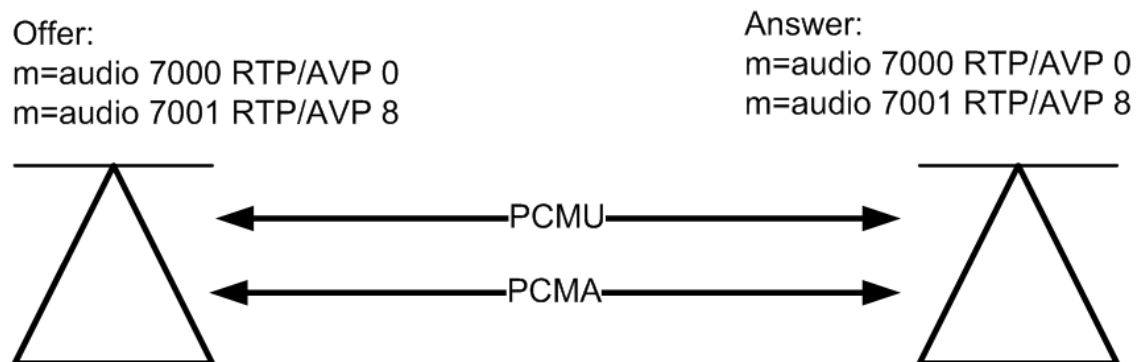 Offer:
m=audio 7000 RTP/AVP 0
m=audio 7001 RTP/AVP 8
Answer:
m=audio 7000 RTP/AVP 0
m=audio 7001 RTP/AVP 8
PCMU
PCMA